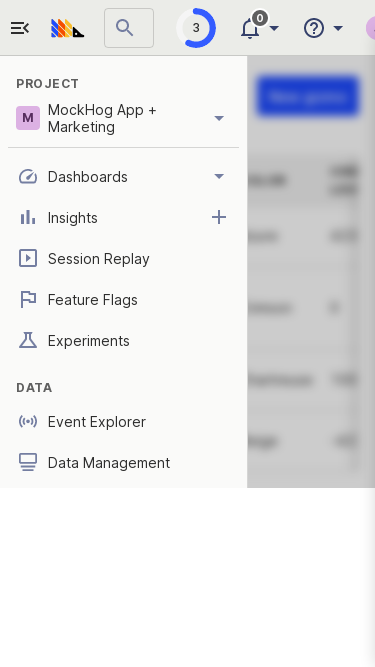 3
0
PROJECT
M
MockHog App +
Marketing
Dashboards
Insights
Session Replay
Feature Flags
Experiments
DATA
Event Explorer
Data Management